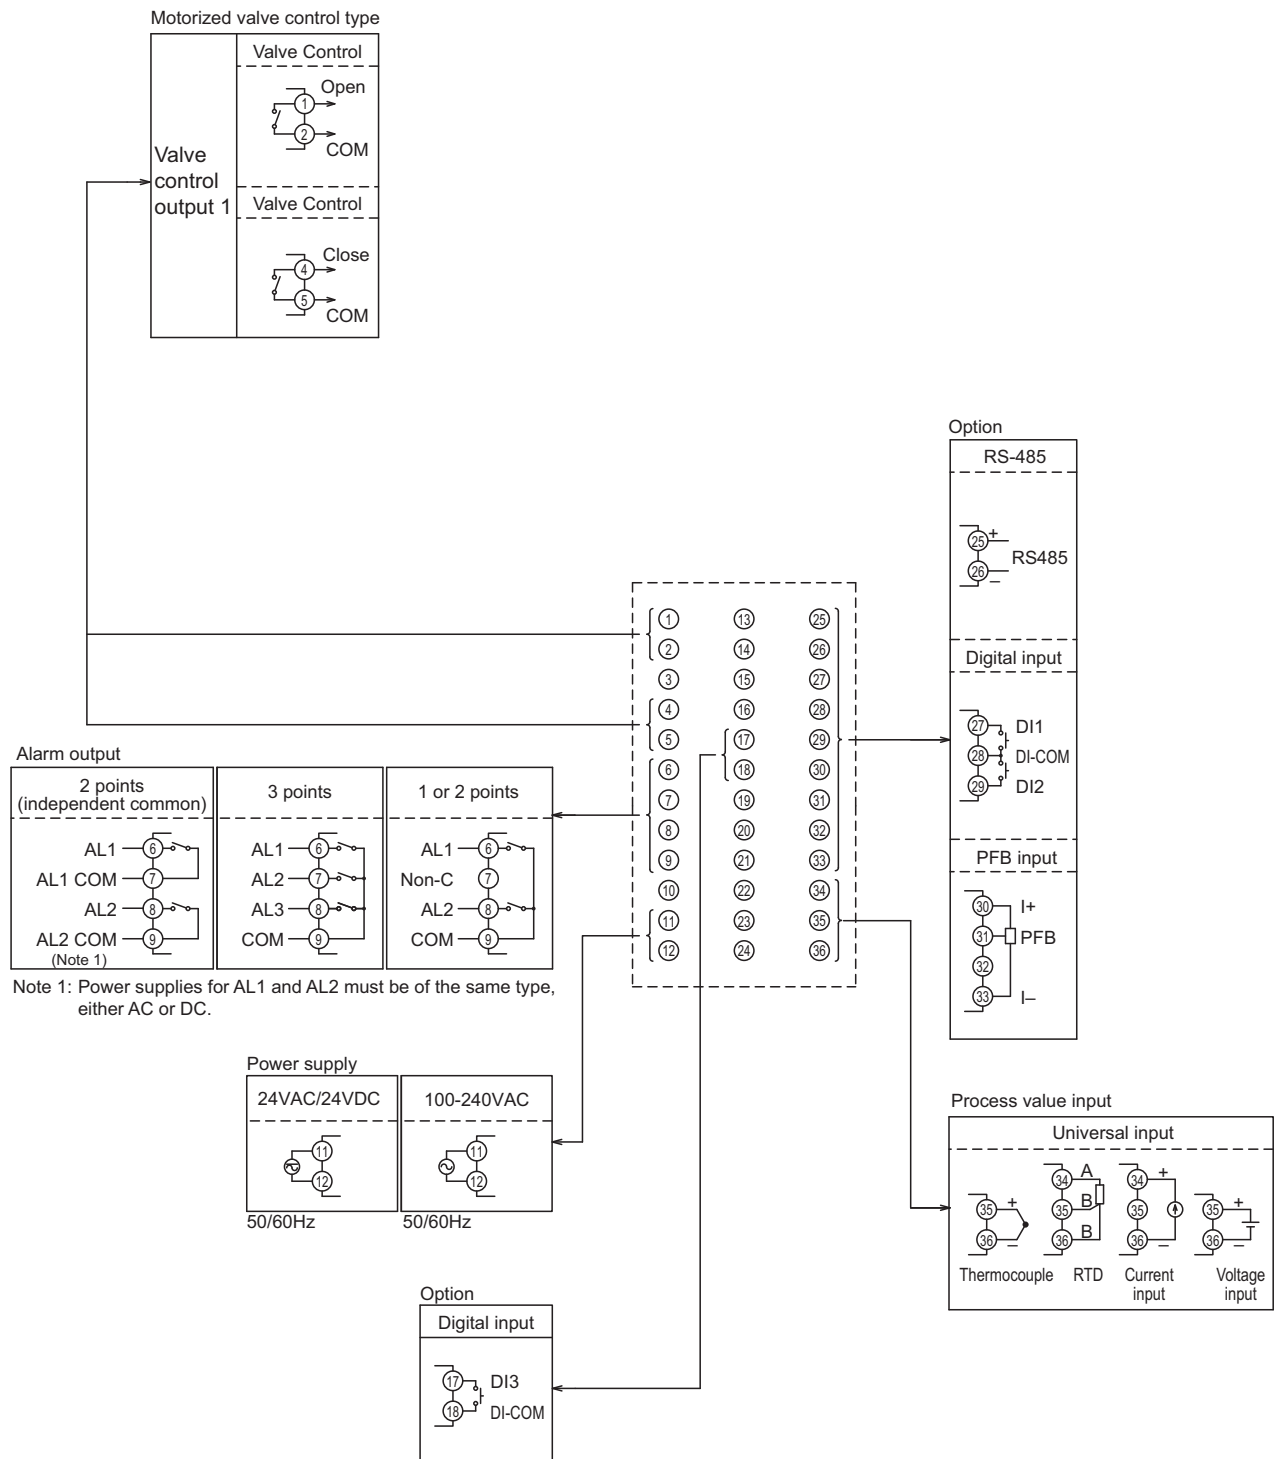 Motorized valve control type
Valve Control
1 Open
2 COM
Valve
control
output 1
Valve Control
4 Close
5 COM
Option
RS-485
25 +
RS485
26 –
Digital input
27 DI1
28 DI-COM
29 DI2
PFB input
30 I+
31 PFB
32
33 I–
1 13 25
2 14 26
3 15 27
4 16 28
5 17 29
6 18 30
7 19 31
8 20 32
9 21 33
10 22 34
11 23 35
12 24 36
Alarm output
2 points
(independent common)
AL1 6
AL1 COM 7
AL2 8
AL2 COM 9
(Note 1)
3 points
AL1 6
AL2 7
AL3 8
COM 9
1 or 2 points
AL1 6
Non-C 7
AL2 8
COM 9
Note 1: Power supplies for AL1 and AL2 must be of the same type,
either AC or DC.
Power supply
24VAC/24VDC
11
12
50/60Hz
100-240VAC
11
12
50/60Hz
Process value input
Universal input
35 +
36 –
Thermocouple
34 A
35 B
36 B
RTD
34 +
35
36 –
Current
input
35 +
36 –
Voltage
input
Option
Digital input
17 DI3
18 DI-COM